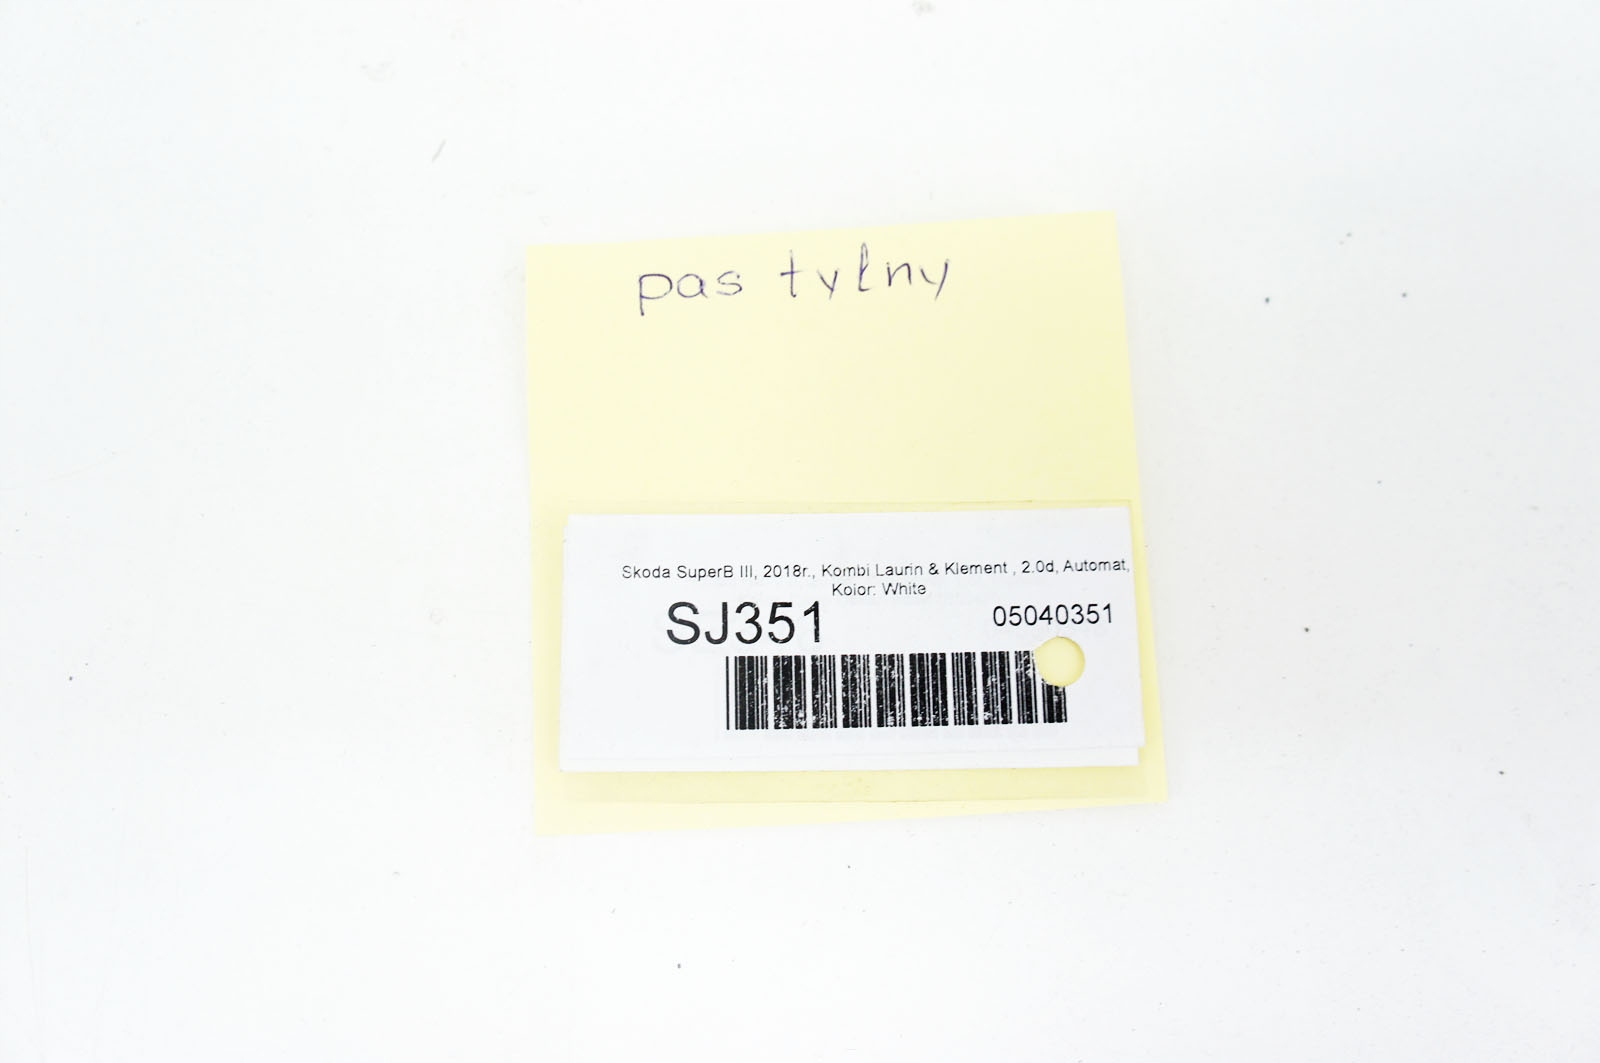 pas tylny
Skoda SuperB III, 2018r., Kombi Laurin & Klement , 2.0d, Automat,
Kolor: White
SJ351
05040351